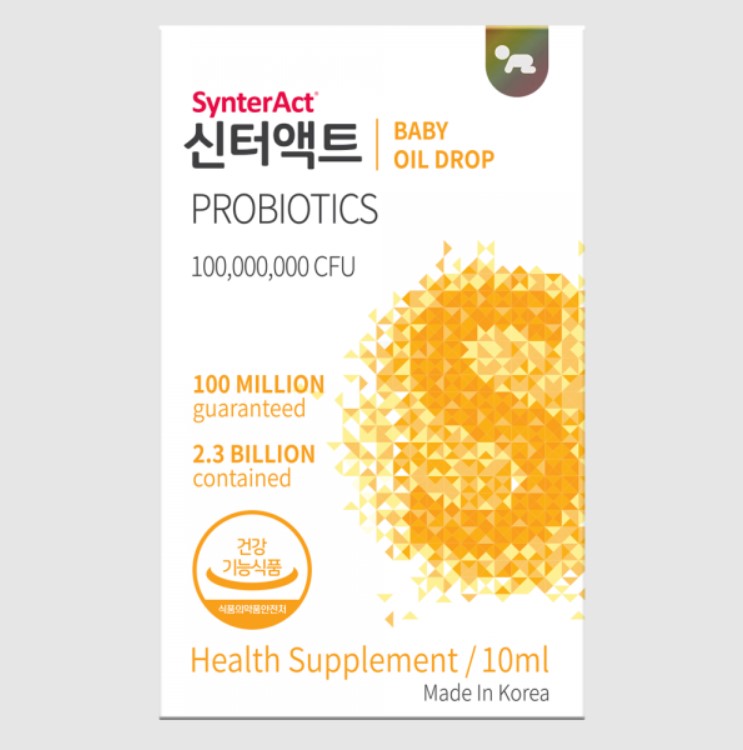 SynterAct®
신터액트
BABY
OIL DROP
PROBIOTICS
100,000,000 CFU
100 MILLION
guaranteed
2.3 BILLION
contained
건강
기능식품
식품의약품안전처
Health Supplement / 10ml
Made In Korea